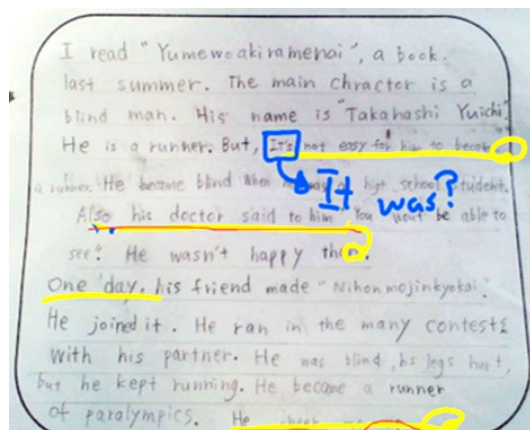 I read "Yumewoakiramenai", a book.
last summer. The main chractor is a
blind man. His name is "Takahashi Yuichi"
He is a runner. But, It's not easy for him to become
It was?
a runner. He became blind when he was a high school student.
Also his doctor said to him "You won't be able to
see". He wasn't happy then.
One day, his friend made "Nihonmojinkyokai".
He joined it. He ran in the many contests
with his partner. He was blind, his legs hurt,
but he kept running. He become a runner
of paralympics. He cheer